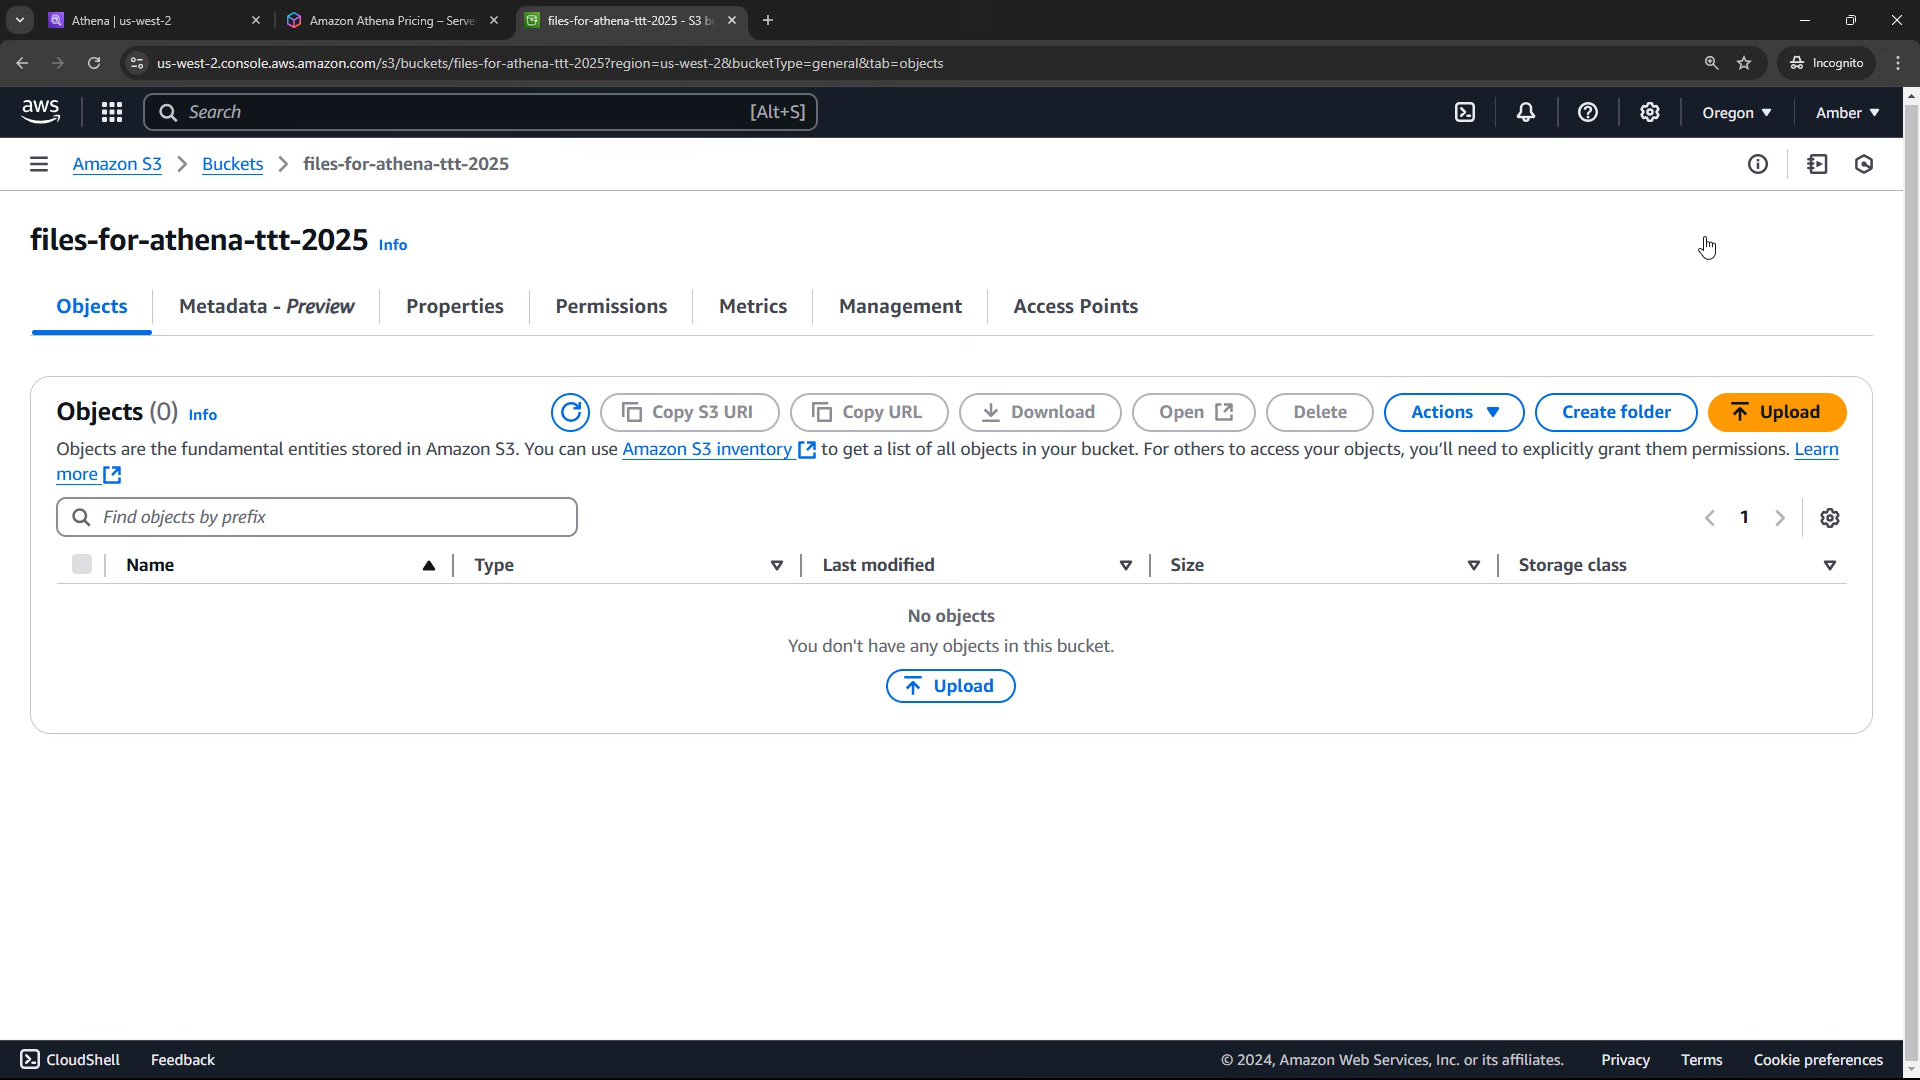 Athena | us-west-2
Amazon Athena Pricing – Serve
files-for-athena-ttt-2025 - S3 b
us-west-2.console.aws.amazon.com/s3/buckets/files-for-athena-ttt-2025?region=us-west-2&bucketType=general&tab=objects
Incognito
aws
Search
[Alt+S]
Oregon
Amber
Amazon S3
Buckets
files-for-athena-ttt-2025
files-for-athena-ttt-2025 Info
Objects
Metadata - Preview
Properties
Permissions
Metrics
Management
Access Points
Objects (0) Info
Copy S3 URI
Copy URL
Download
Open
Delete
Actions
Create folder
Upload
Objects are the fundamental entities stored in Amazon S3. You can use Amazon S3 inventory to get a list of all objects in your bucket. For others to access your objects, you’ll need to explicitly grant them permissions. Learn
more
Find objects by prefix
1
Name
Type
Last modified
Size
Storage class
No objects
You don't have any objects in this bucket.
Upload
CloudShell
Feedback
© 2024, Amazon Web Services, Inc. or its affiliates.
Privacy
Terms
Cookie preferences